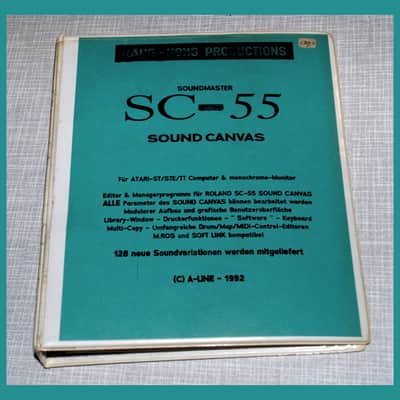 KANG-HONG PRODUCTIONS
SOUNDMASTER
SC-55
SOUND CANVAS
Für ATARI-ST/STE/TT Computer & monochrome-Monitor
Editor & Managerprogramm für ROLAND SC-55 SOUND CANVAS
ALLE Parameter des SOUND CANVAS können bearbeitet werden
Modularer Aufbau und grafische Benutzeroberfläche
Library-Window - Druckerfunktionen - " Software " - Keyboard
Multi-Copy - Umfangreiche Drum/Map/MIDI-Control-Editoren
M.ROS und SOFT LINK kompatibel
128 neue Soundvariationen werden mitgeliefert
(C) A-LINE - 1992